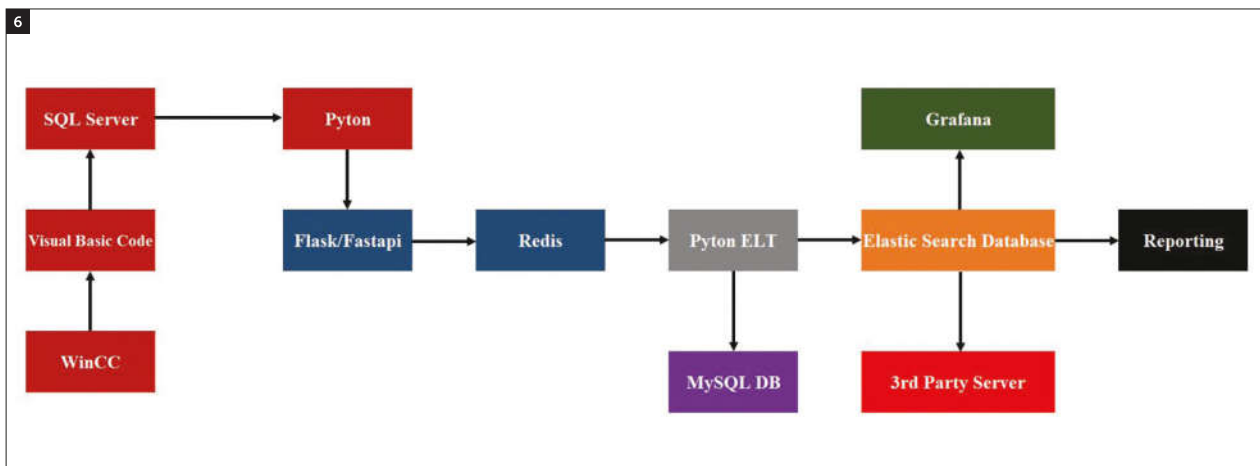 6
SQL Server
Pyton
Grafana
Visual Basic Code
Flask/Fastapi
Redis
Pyton ELT
Elastic Search Database
Reporting
WinCC
MySQL DB
3rd Party Server